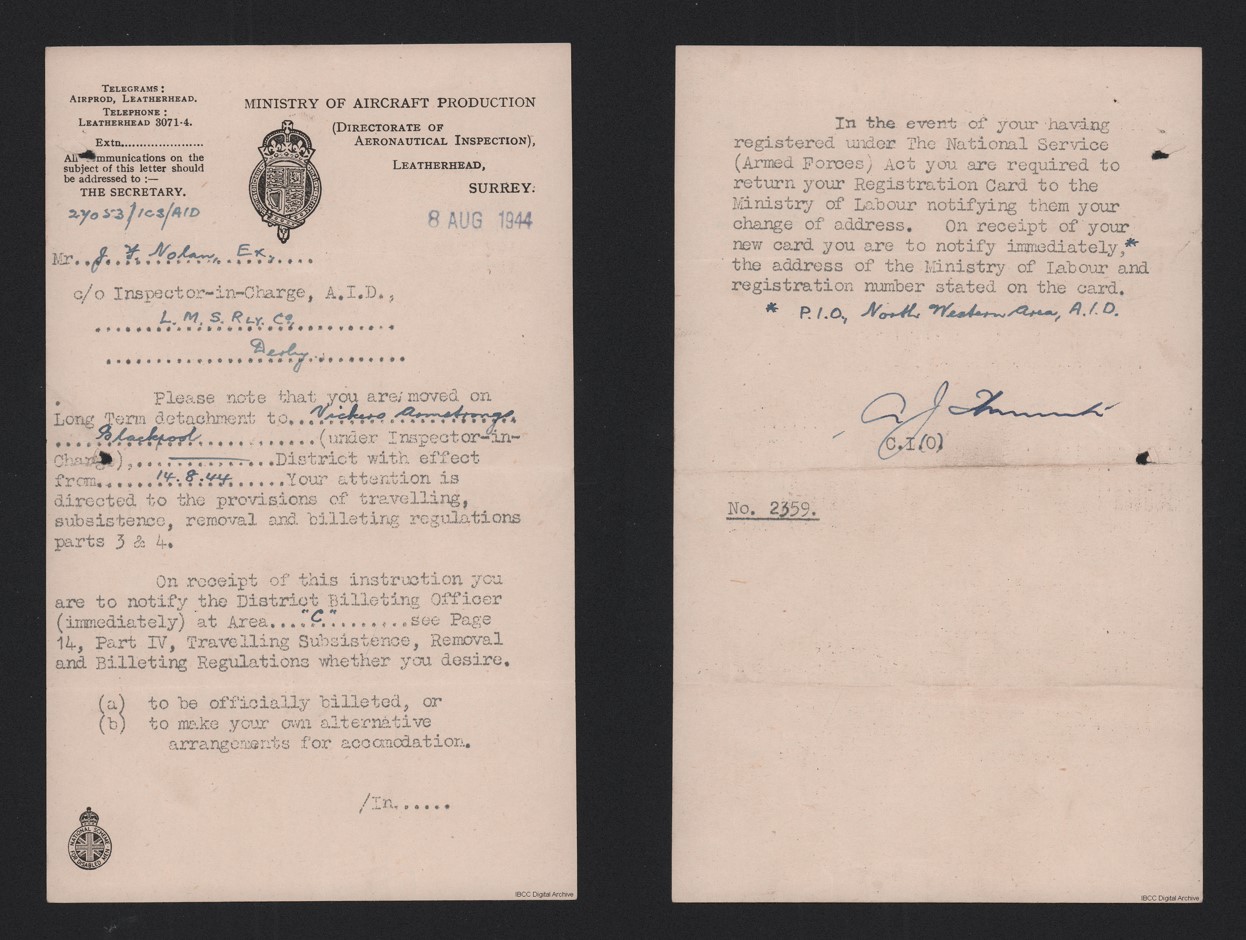 TELEGRAMS:
AIRPROD, LEATHERHEAD.
TELEPHONE:
LEATHERHEAD 3071-4.
Extn.....................
All communications on the
subject of this letter should
be addressed to :—
THE SECRETARY.
27053/ICS/AID
MINISTRY OF AIRCRAFT PRODUCTION
(DIRECTORATE OF
AERONAUTICAL INSPECTION),
LEATHERHEAD,
SURREY.
8 AUG 1944
Mr. J. F. Nolan, Ex.
c/o Inspector-in-Charge, A.I.D.,
L. M. S. Rly. Co,
Derby
Please note that you are moved on
Long Term detachment to...Vickers Armstrongs,
Blackpool...............(under Inspector-in-
Charge),..............District with effect
from......14.8.44.......Your attention is
directed to the provisions of travelling,
subsistence, removal and billeting regulations
parts 3 & 4.
On receipt of this instruction you
are to notify the District Billeting Officer
(immediately) at Area...."C".........see Page
14, Part IV, Travelling Subsistence, Removal
and Billeting Regulations whether you desire.
(a) to be officially billeted, or
(b) to make your own alternative
arrangements for accomodation.
/In......
NATIONAL SCHEME
FOR DISABLED MEN
IBCC Digital Archive
In the event of your having
registered under The National Service
(Armed Forces) Act you are required to
return your Registration Card to the
Ministry of Labour notifying them your
change of address. On receipt of your
new card you are to notify immediately,*
the address of the Ministry of Labour and
registration number stated on the card.
* P.I.O, North Western Area, A.I.D.
C.I.(O)
No. 2359.
IBCC Digital Archive